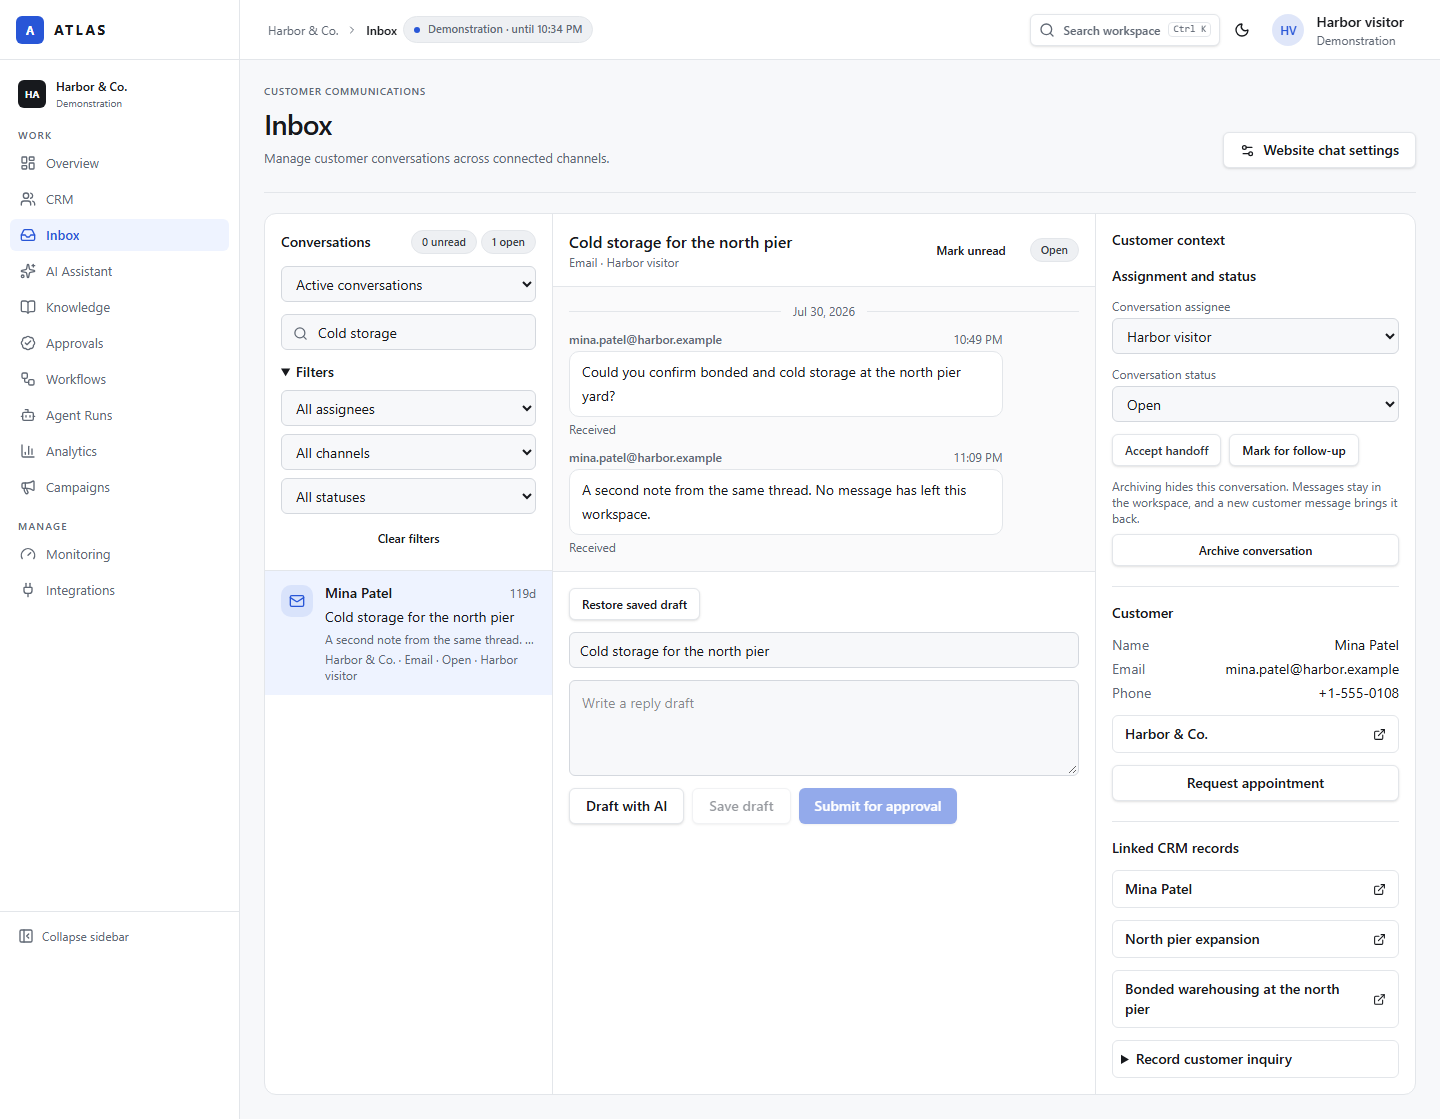 A ATLAS
Harbor & Co. > Inbox
Demonstration · until 10:34 PM
Search workspace Ctrl K
HV
Harbor visitor
Demonstration
HA
Harbor & Co.
Demonstration
WORK
Overview
CRM
Inbox
AI Assistant
Knowledge
Approvals
Workflows
Agent Runs
Analytics
Campaigns
MANAGE
Monitoring
Integrations
Collapse sidebar
CUSTOMER COMMUNICATIONS
Inbox
Manage customer conversations across connected channels.
Website chat settings
Conversations 0 unread 1 open
Active conversations
Cold storage
Filters
All assignees
All channels
All statuses
Clear filters
Mina Patel 119d
Cold storage for the north pier
A second note from the same thread. ...
Harbor & Co. · Email · Open · Harbor
visitor
Cold storage for the north pier
Email · Harbor visitor
Mark unread Open
Jul 30, 2026
mina.patel@harbor.example 10:49 PM
Could you confirm bonded and cold storage at the north pier
yard?
Received
mina.patel@harbor.example 11:09 PM
A second note from the same thread. No message has left this
workspace.
Received
Restore saved draft
Cold storage for the north pier
Write a reply draft
Draft with AI Save draft Submit for approval
Customer context
Assignment and status
Conversation assignee
Harbor visitor
Conversation status
Open
Accept handoff Mark for follow-up
Archiving hides this conversation. Messages stay in
the workspace, and a new customer message brings it
back.
Archive conversation
Customer
Name Mina Patel
Email mina.patel@harbor.example
Phone +1-555-0108
Harbor & Co.
Request appointment
Linked CRM records
Mina Patel
North pier expansion
Bonded warehousing at the north
pier
Record customer inquiry